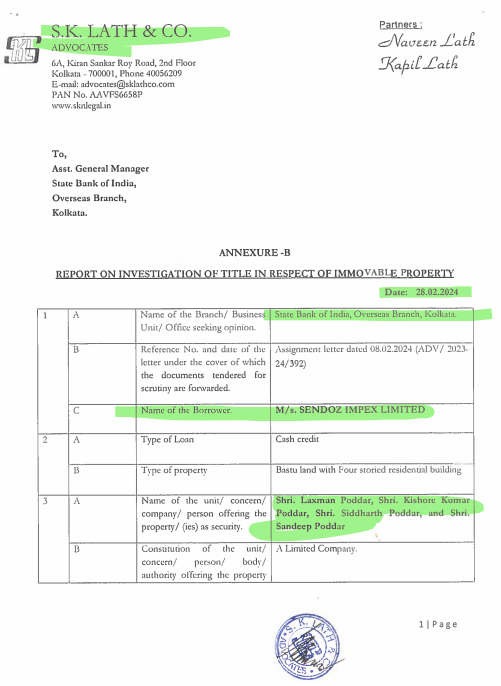 S.K. LATH & CO.
ADVOCATES
6A, Kiran Sankar Roy Road, 2nd Floor
Kolkata - 700001, Phone 40056209
E-mail: advocates@sklathco.com
PAN No. AAVFS6658P
www.sknlegal.in
Partners :
Naveen Lath
Kapil Lath
To,
Asst. General Manager
State Bank of India,
Overseas Branch,
Kolkata.
ANNEXURE -B
REPORT ON INVESTIGATION OF TITLE IN RESPECT OF IMMOVABLE PROPERTY
Date: 28.02.2024
1 A Name of the Branch/ Business State Bank of India, Overseas Branch, Kolkata.
Unit/ Office seeking opinion.
B Reference No. and date of the Assignment letter dated 08.02.2024 (ADV/ 2023-
letter under the cover of which 24/392)
the documents tendered for
scrutiny are forwarded.
C Name of the Borrower. M/s. SENDOZ IMPEX LIMITED
2 A Type of Loan Cash credit
B Type of property Bastu land with Four storied residential building
3 A Name of the unit/ concern/ Shri. Laxman Poddar, Shri. Kishore Kumar
company/ person offering the Poddar, Shri. Siddharth Poddar, and Shri.
property/ (ies) as security. Sandeep Poddar
B Constitution of the unit/ A Limited Company.
concern/ person/ body/
authority offering the property
S. K. LATH & CO.
ADVOCATES
1 | Page